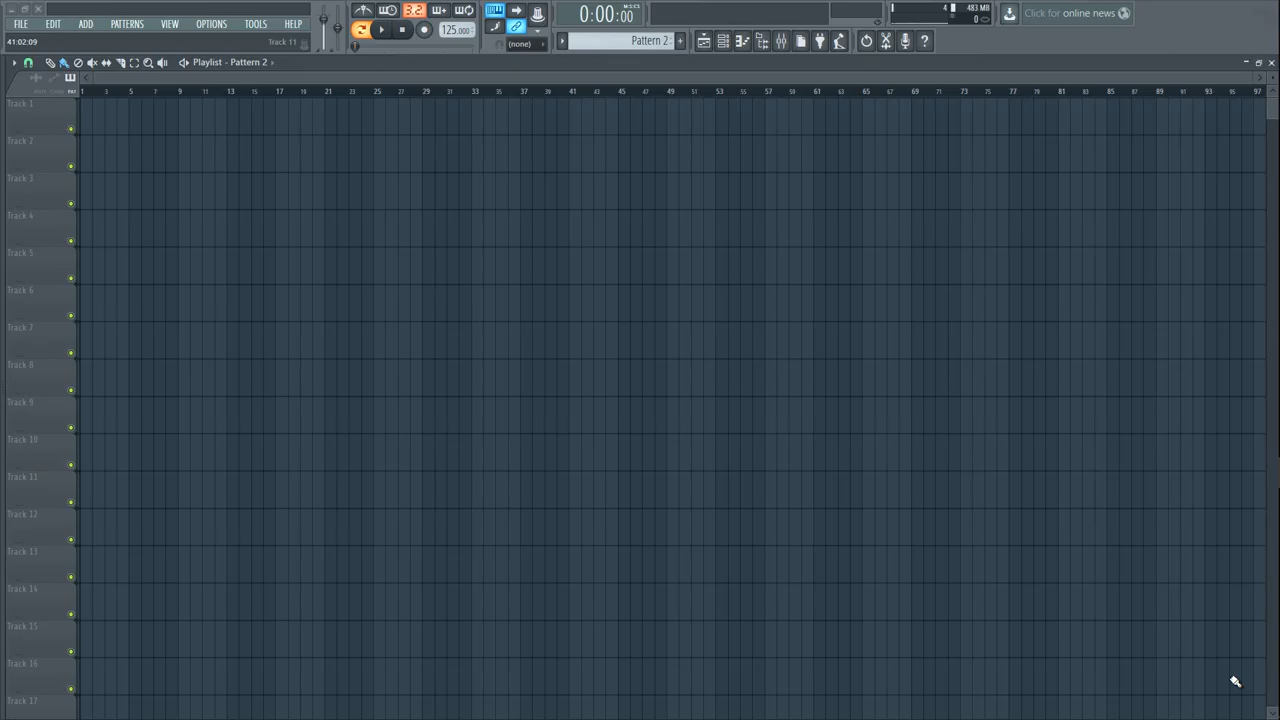 FILE EDIT ADD PATTERNS VIEW OPTIONS TOOLS HELP
41:02:09 Track 11
3.2
125.000
(none)
0:00:00 M:S:CS
Pattern 2
4 483 MB
0
Click for online news
Playlist - Pattern 2
1 3 5 7 9 11 13 15 17 19 21 23 25 27 29 31 33 35 37 39 41 43 45 47 49 51 53 55 57 59 61 63 65 67 69 71 73 75 77 79 81 83 85 87 89 91 93 95 97
Track 1
Track 2
Track 3
Track 4
Track 5
Track 6
Track 7
Track 8
Track 9
Track 10
Track 11
Track 12
Track 13
Track 14
Track 15
Track 16
Track 17